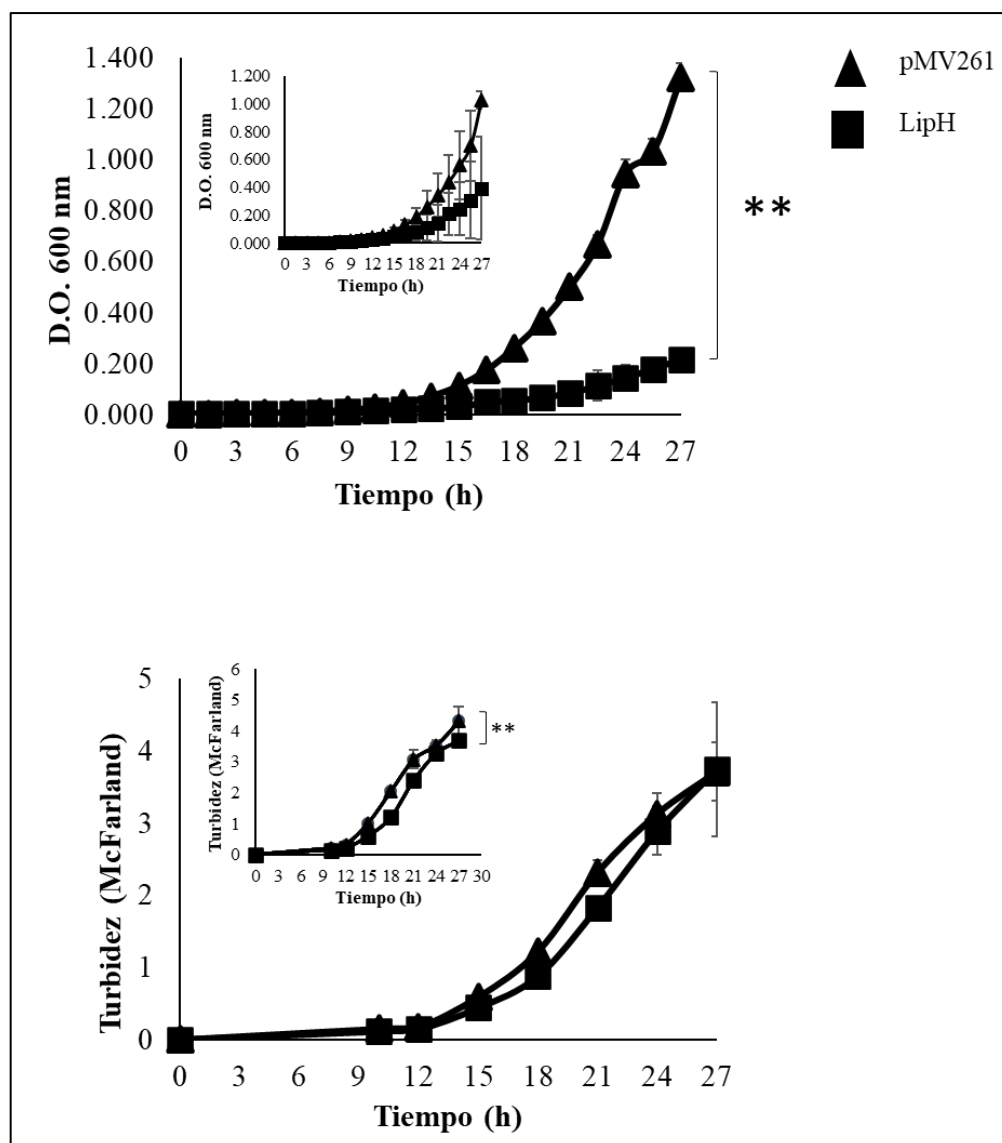 1.400
1.200
1.000
0.800
0.600
0.400
0.200
0.000
D.O. 600 nm
0 3 6 9 12 15 18 21 24 27
Tiempo (h)
1.200
1.000
0.800
0.600
0.400
0.200
0.000
D.O. 600 nm
0 3 6 9 12 15 18 21 24 27
Tiempo (h)
pMV261
LipH
**
5
4
3
2
1
0
Turbidez (McFarland)
0 3 6 9 12 15 18 21 24 27
Tiempo (h)
6
5
4
3
2
1
0
Turbidez (McFarland)
0 3 6 9 12 15 18 21 24 27 30
Tiempo (h)
**